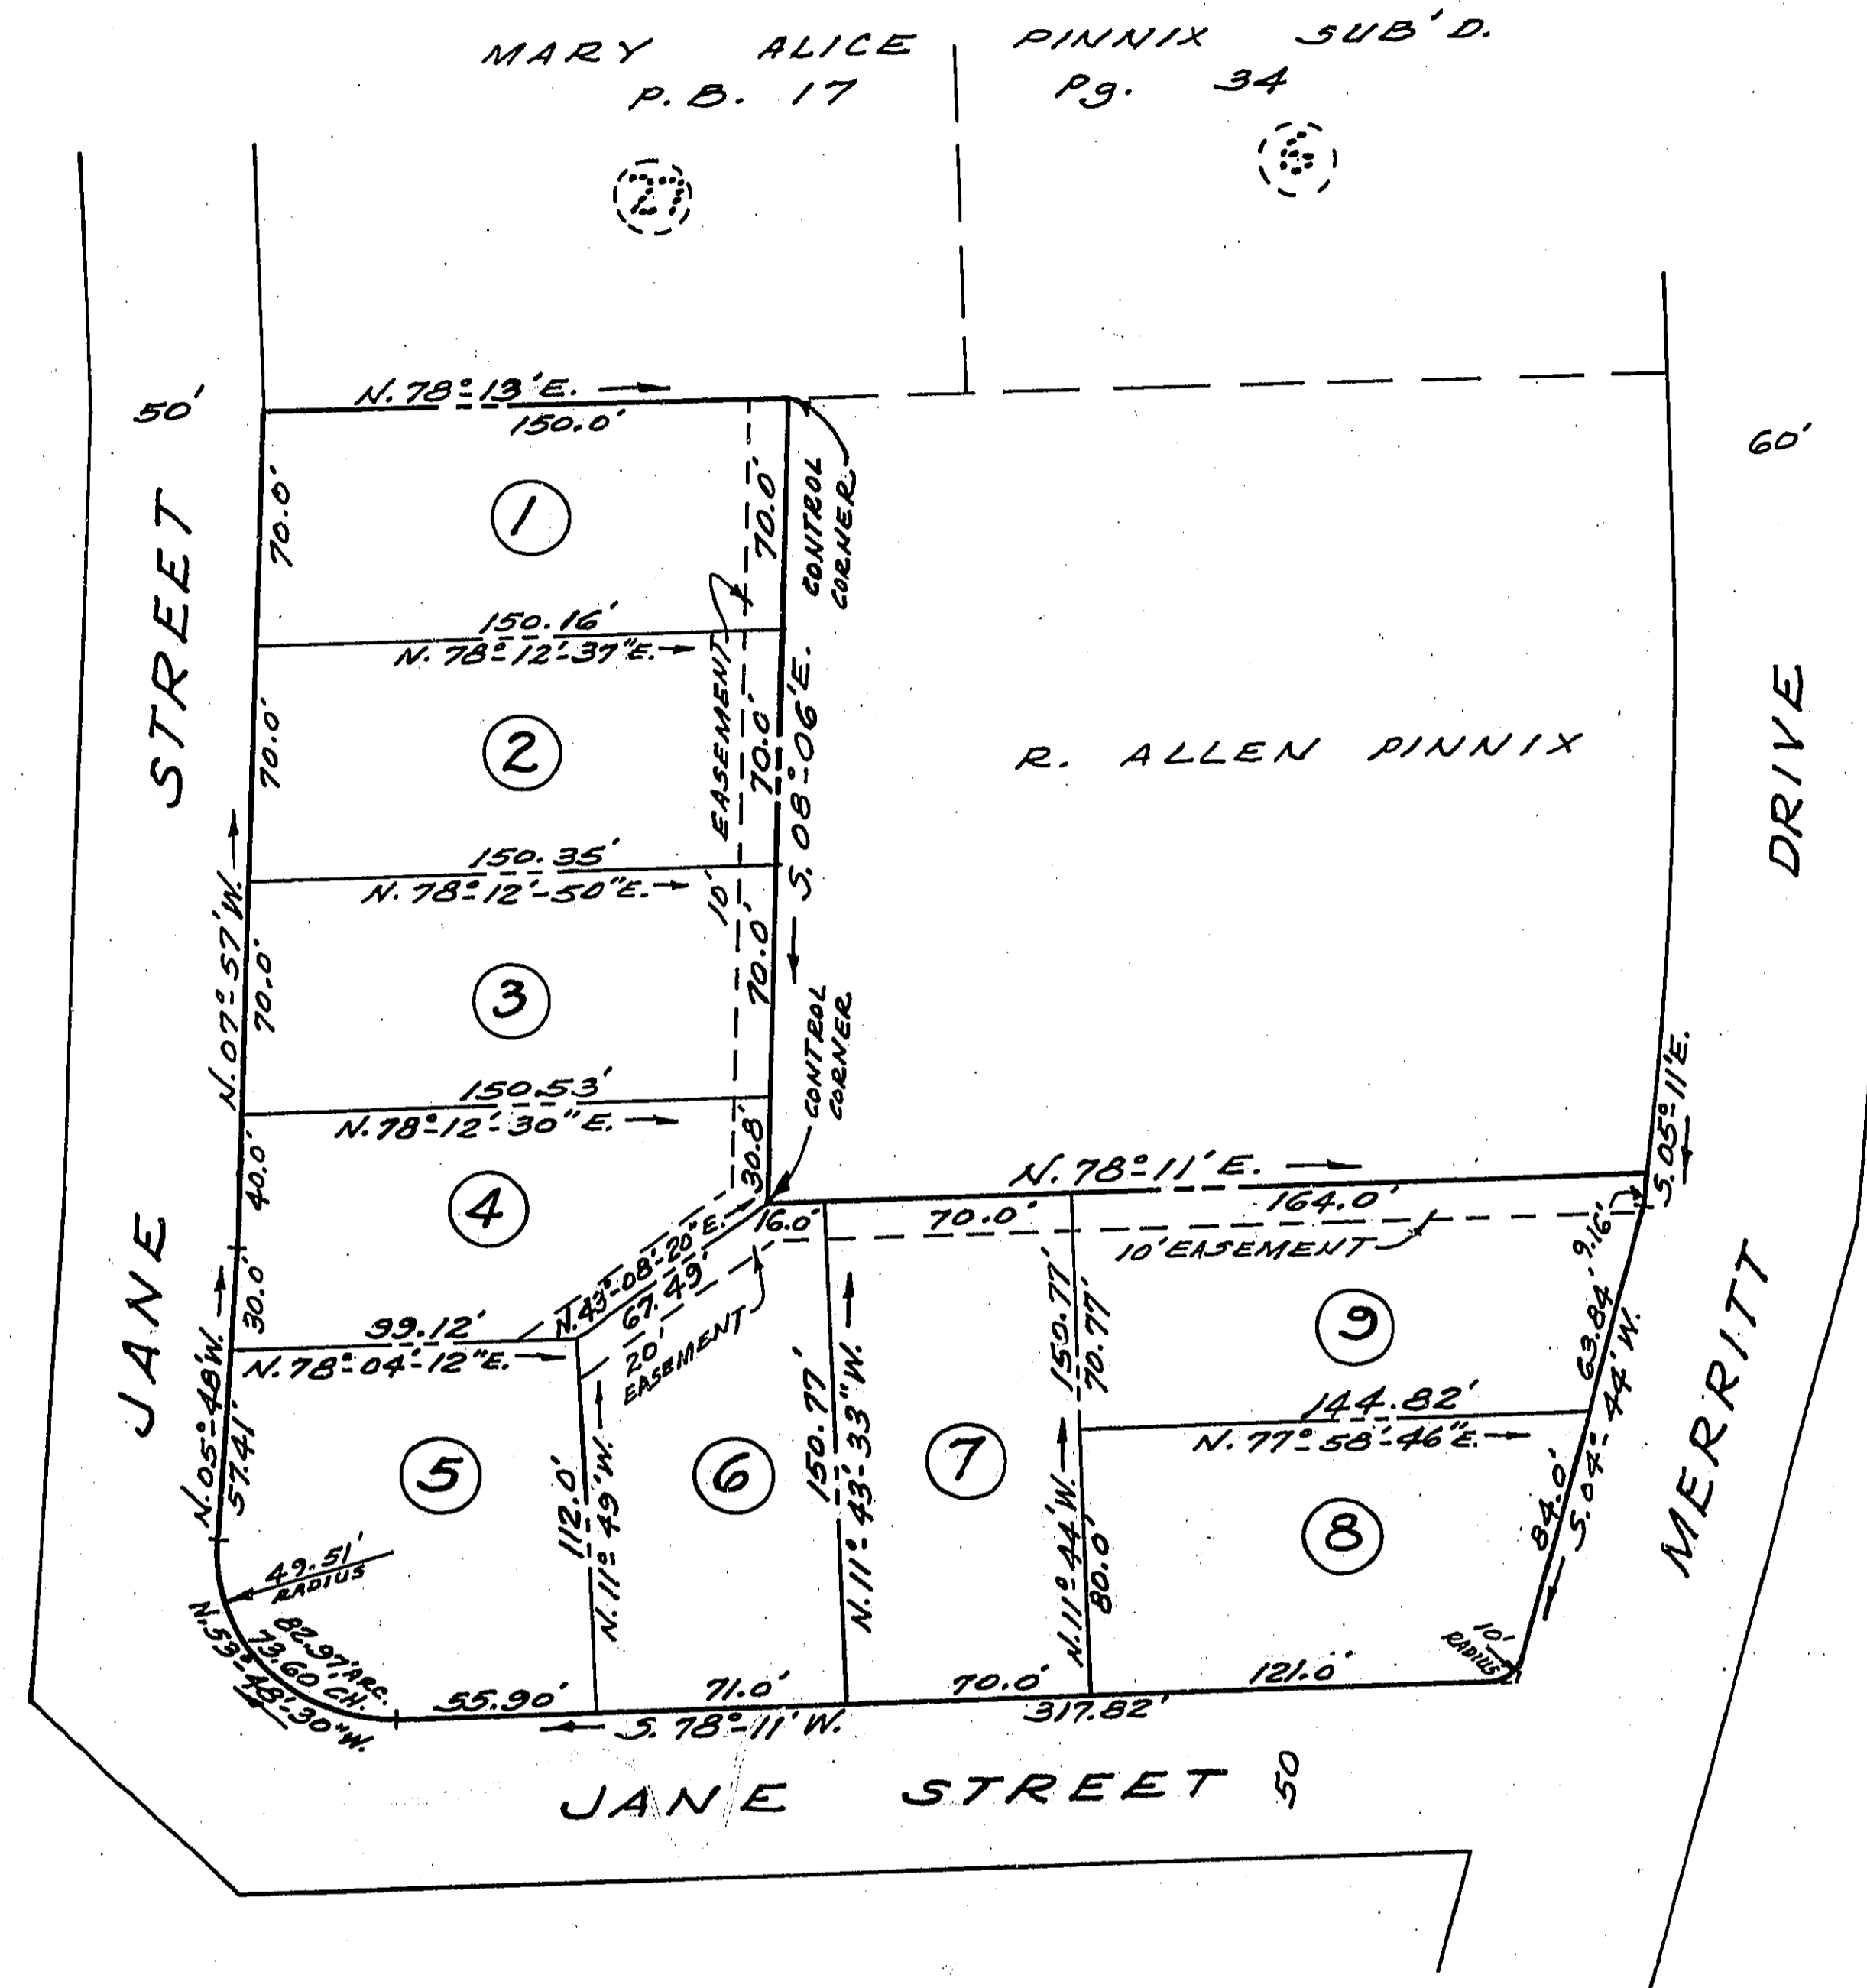 MARY ALICE PINNIX SUB'D.
P.B. 17 Pg. 34
27
6
50'
N. 78°-13'E.
150.0'
60'
70.0'
1
70.0'
CONTROL
CORNER
STREET
150.16'
N. 78°-12'-37"E.
10' EASEMENT
70.0'
2
70.0'
S. 08°-06'E.
R. ALLEN PINNIX
DRIVE
150.35'
N. 78°-12'-50"E.
N. 07°-57'W.
70.0'
3
70.0'
CONTROL
CORNER
150.53'
N. 78°-12'-30"E.
S. 05°-11'E.
40.0'
4
30.8'
N. 78°-11'E.
164.0'
16.0'
70.0'
10' EASEMENT
9.16'
JANE
30.0'
N. 43°-08'-20"E.
67.49'
20'
EASEMENT
99.12'
N. 78°-04'-12"E.
N. 05°-48'W.
57.41'
150.77'
70.77'
9
63.84'
S. 04°-44'W.
MERRITT
144.82'
N. 77°-58'-46"E.
5
112.0'
N. 11°-49'W.
6
150.77'
N. 11°-43'-33"W.
7
N. 11°-44'W.
80.0'
8
84.0'
49.51'
RADIUS
82.97' ARC.
73.60' CH.
N. 53°-48'-30"W.
10'
RADIUS
55.90'
71.0'
70.0'
121.0'
S. 78°-11'W.
317.82'
JANE STREET 50